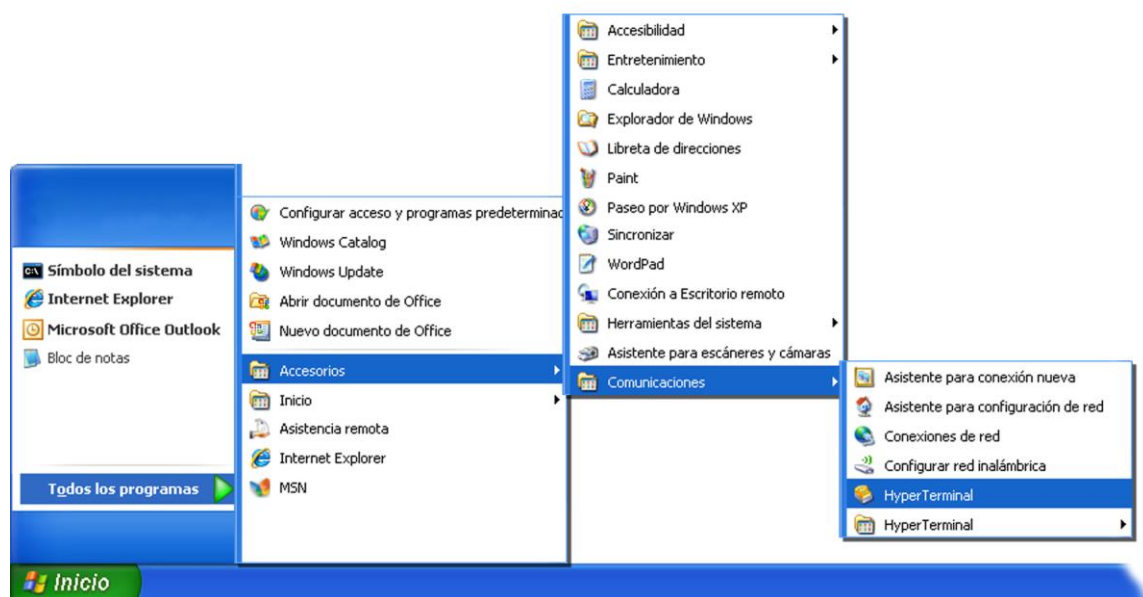 Símbolo del sistema
Internet Explorer
Microsoft Office Outlook
Bloc de notas
Todos los programas
Inicio
Configurar acceso y programas predeterminad
Windows Catalog
Windows Update
Abrir documento de Office
Nuevo documento de Office
Accesorios
Inicio
Asistencia remota
Internet Explorer
MSN
Accesibilidad
Entretenimiento
Calculadora
Explorador de Windows
Libreta de direcciones
Paint
Paseo por Windows XP
Sincronizar
WordPad
Conexión a Escritorio remoto
Herramientas del sistema
Asistente para escáneres y cámaras
Comunicaciones
Asistente para conexión nueva
Asistente para configuración de red
Conexiones de red
Configurar red inalámbrica
HyperTerminal
HyperTerminal